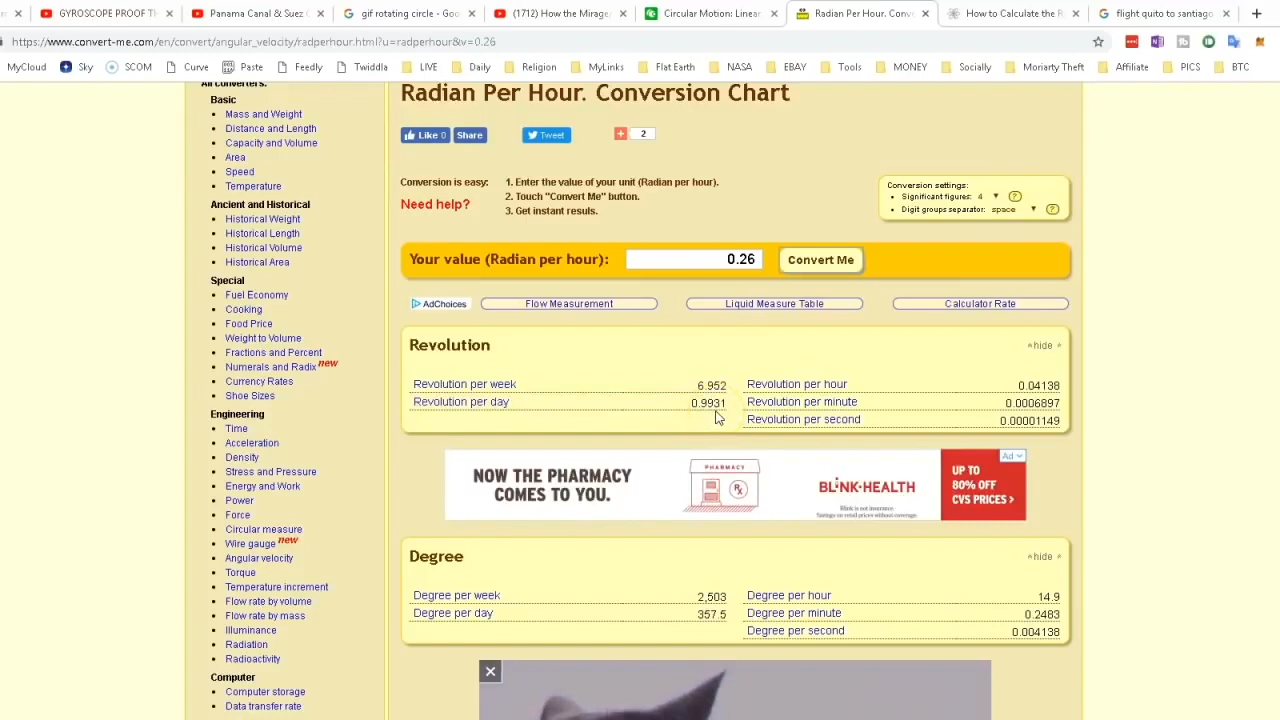 GYROSCOPE PROOF T
Panama Canal & Suez
gif rotating circle - Goo
(1712) How the Mirage
Circular Motion: Linear
Radian Per Hour. Conv
How to Calculate the R
flight quito to santiago
https://www.convert-me.com/en/convert/angular_velocity/radperhour.html?u=radperhour&v=0.26
MyCloud Sky SCOM Curve Paste Feedly Twiddla LIVE Daily Religion MyLinks Flat Earth NASA EBAY Tools MONEY Socially Moriarty Theft Affiliate PICS BTC
All converters:
Basic
Mass and Weight
Distance and Length
Capacity and Volume
Area
Speed
Temperature
Ancient and Historical
Historical Weight
Historical Length
Historical Volume
Historical Area
Special
Fuel Economy
Cooking
Food Price
Weight to Volume
Fractions and Percent
Numerals and Radix new
Currency Rates
Shoe Sizes
Engineering
Time
Acceleration
Density
Stress and Pressure
Energy and Work
Power
Force
Circular measure
Wire gauge new
Angular velocity
Torque
Temperature increment
Flow rate by volume
Flow rate by mass
Illuminance
Radiation
Radioactivity
Computer
Computer storage
Data transfer rate
Radian Per Hour. Conversion Chart
Like 0 Share Tweet 2
Conversion is easy:
Need help?
1. Enter the value of your unit (Radian per hour).
2. Touch "Convert Me" button.
3. Get instant resuls.
Conversion settings:
Significant figures: 4
Digit groups separator: space
Your value (Radian per hour): 0.26 Convert Me
AdChoices Flow Measurement Liquid Measure Table Calculator Rate
Revolution hide
Revolution per week 6.952
Revolution per day 0.9931
Revolution per hour 0.04138
Revolution per minute 0.0006897
Revolution per second 0.00001149
NOW THE PHARMACY
COMES TO YOU.
PHARMACY
Rx
BLINK·HEALTH
Blink is not insurance.
Savings on retail prices without coverage.
Ad
UP TO
80% OFF
CVS PRICES >
Degree hide
Degree per week 2,503
Degree per day 357.5
Degree per hour 14.9
Degree per minute 0.2483
Degree per second 0.004138